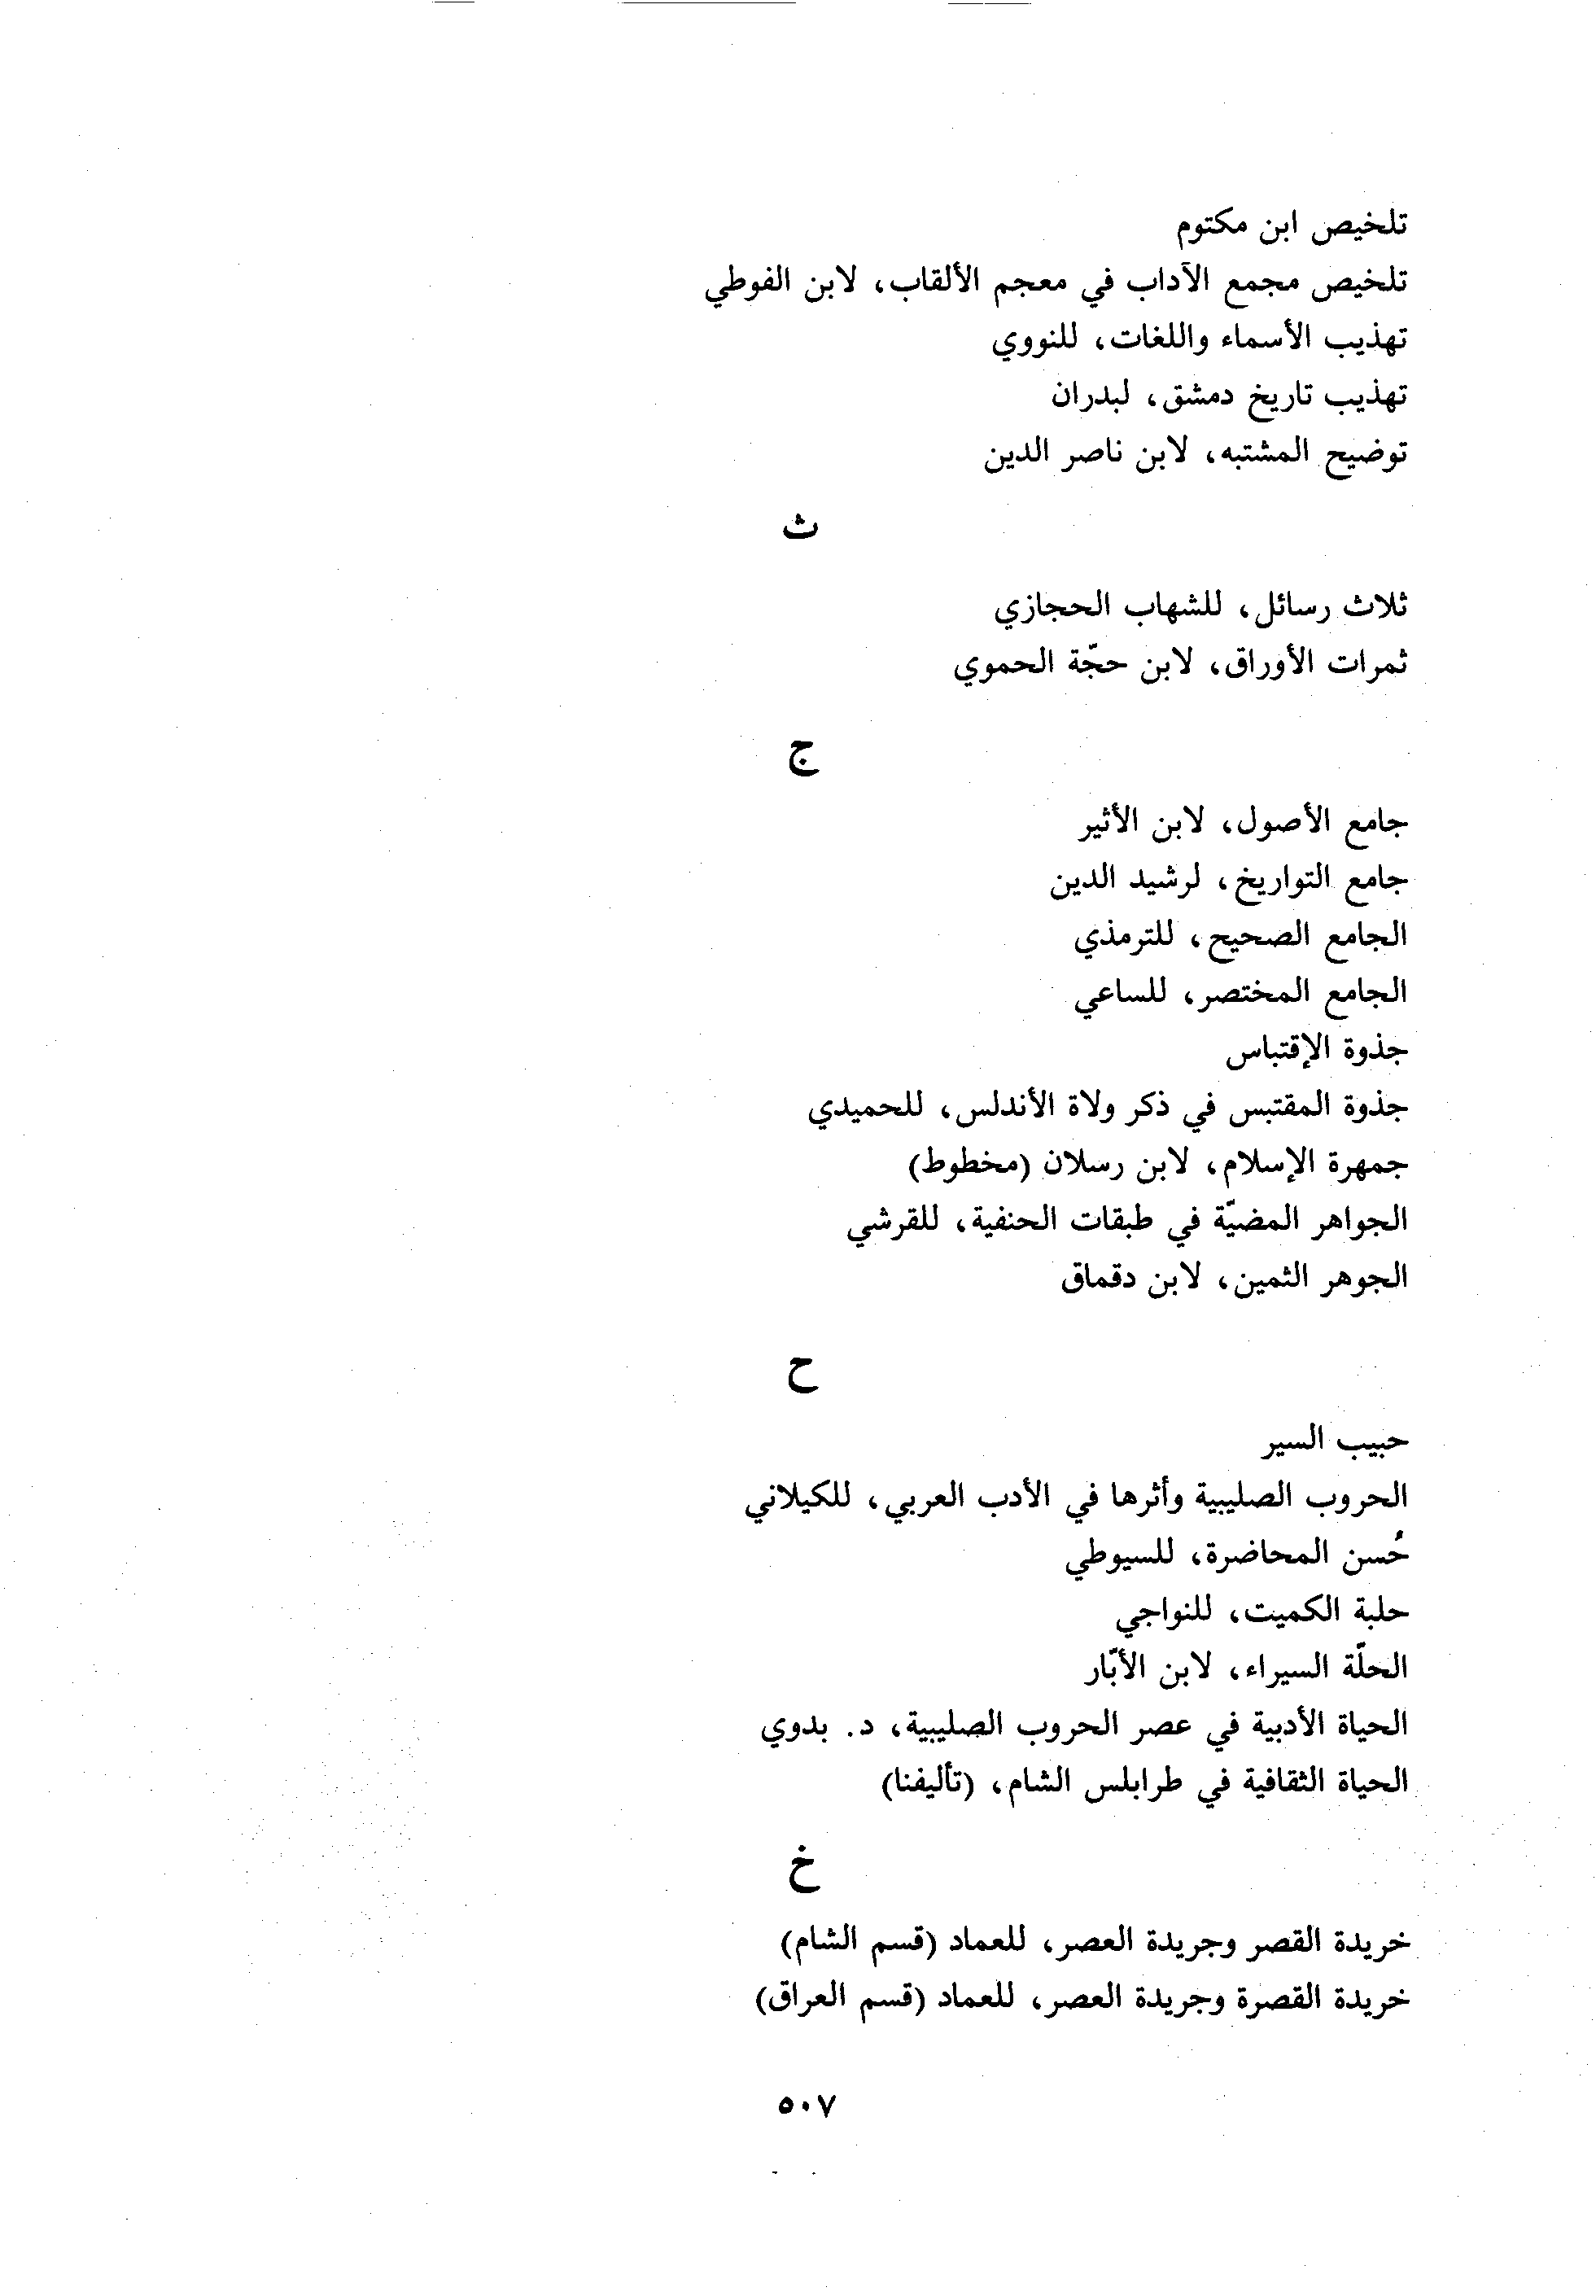 تلخيص ابن مكتوم
تلخيص مجمع الآداب في معجم الألقاب، لابن الفوطي
تهذيب الأسماء واللغات، للنووي
تهذيب تاريخ دمشق، لبدران
توضيح المشتبه، لابن ناصر الدين
ث
ثلاث رسائل، للشهاب الحجازي
ثمرات الأوراق، لابن حجّة الحموي
ج
جامع الأصول، لابن الأثير
جامع التواريخ، لرشيد الدين
الجامع الصحيح، للترمذي
الجامع المختصر، للساعي
جذوة الإقتباس
جذوة المقتبس في ذكر ولاة الأندلس، للحميدي
جمهرة الإسلام، لابن رسلان (مخطوط)
الجواهر المضيّة في طبقات الحنفية، للقرشي
الجوهر الثمين، لابن دقماق
ح
حبيب السير
الحروب الصليبية وأثرها في الأدب العربي، للكيلاني
حُسن المحاضرة، للسيوطي
حلبة الكميت، للنواجي
الحلّة السيراء، لابن الأبّار
الحياة الأدبية في عصر الحروب الصليبية، د. بدوي
الحياة الثقافية في طرابلس الشام، (تأليفنا)
خ
خريدة القصر وجريدة العصر، للعماد (قسم الشام)
خريدة القصرة وجريدة العصر، للعماد (قسم العراق)
٥٠٧